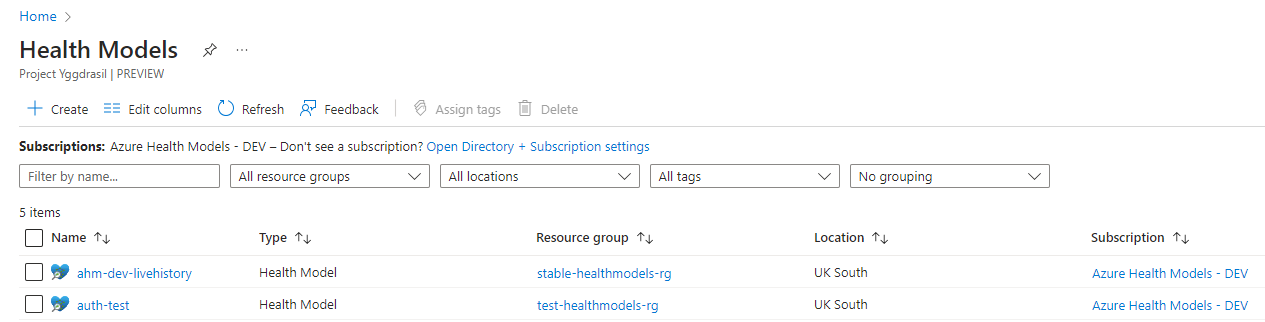 Home
Health Models
Project Yggdrasil | PREVIEW
Create Edit columns Refresh Feedback Assign tags Delete
Subscriptions: Azure Health Models - DEV – Don't see a subscription? Open Directory + Subscription settings
Filter by name... All resource groups All locations All tags No grouping
5 items
Name Type Resource group Location Subscription
ahm-dev-livehistory Health Model stable-healthmodels-rg UK South Azure Health Models - DEV
auth-test Health Model test-healthmodels-rg UK South Azure Health Models - DEV